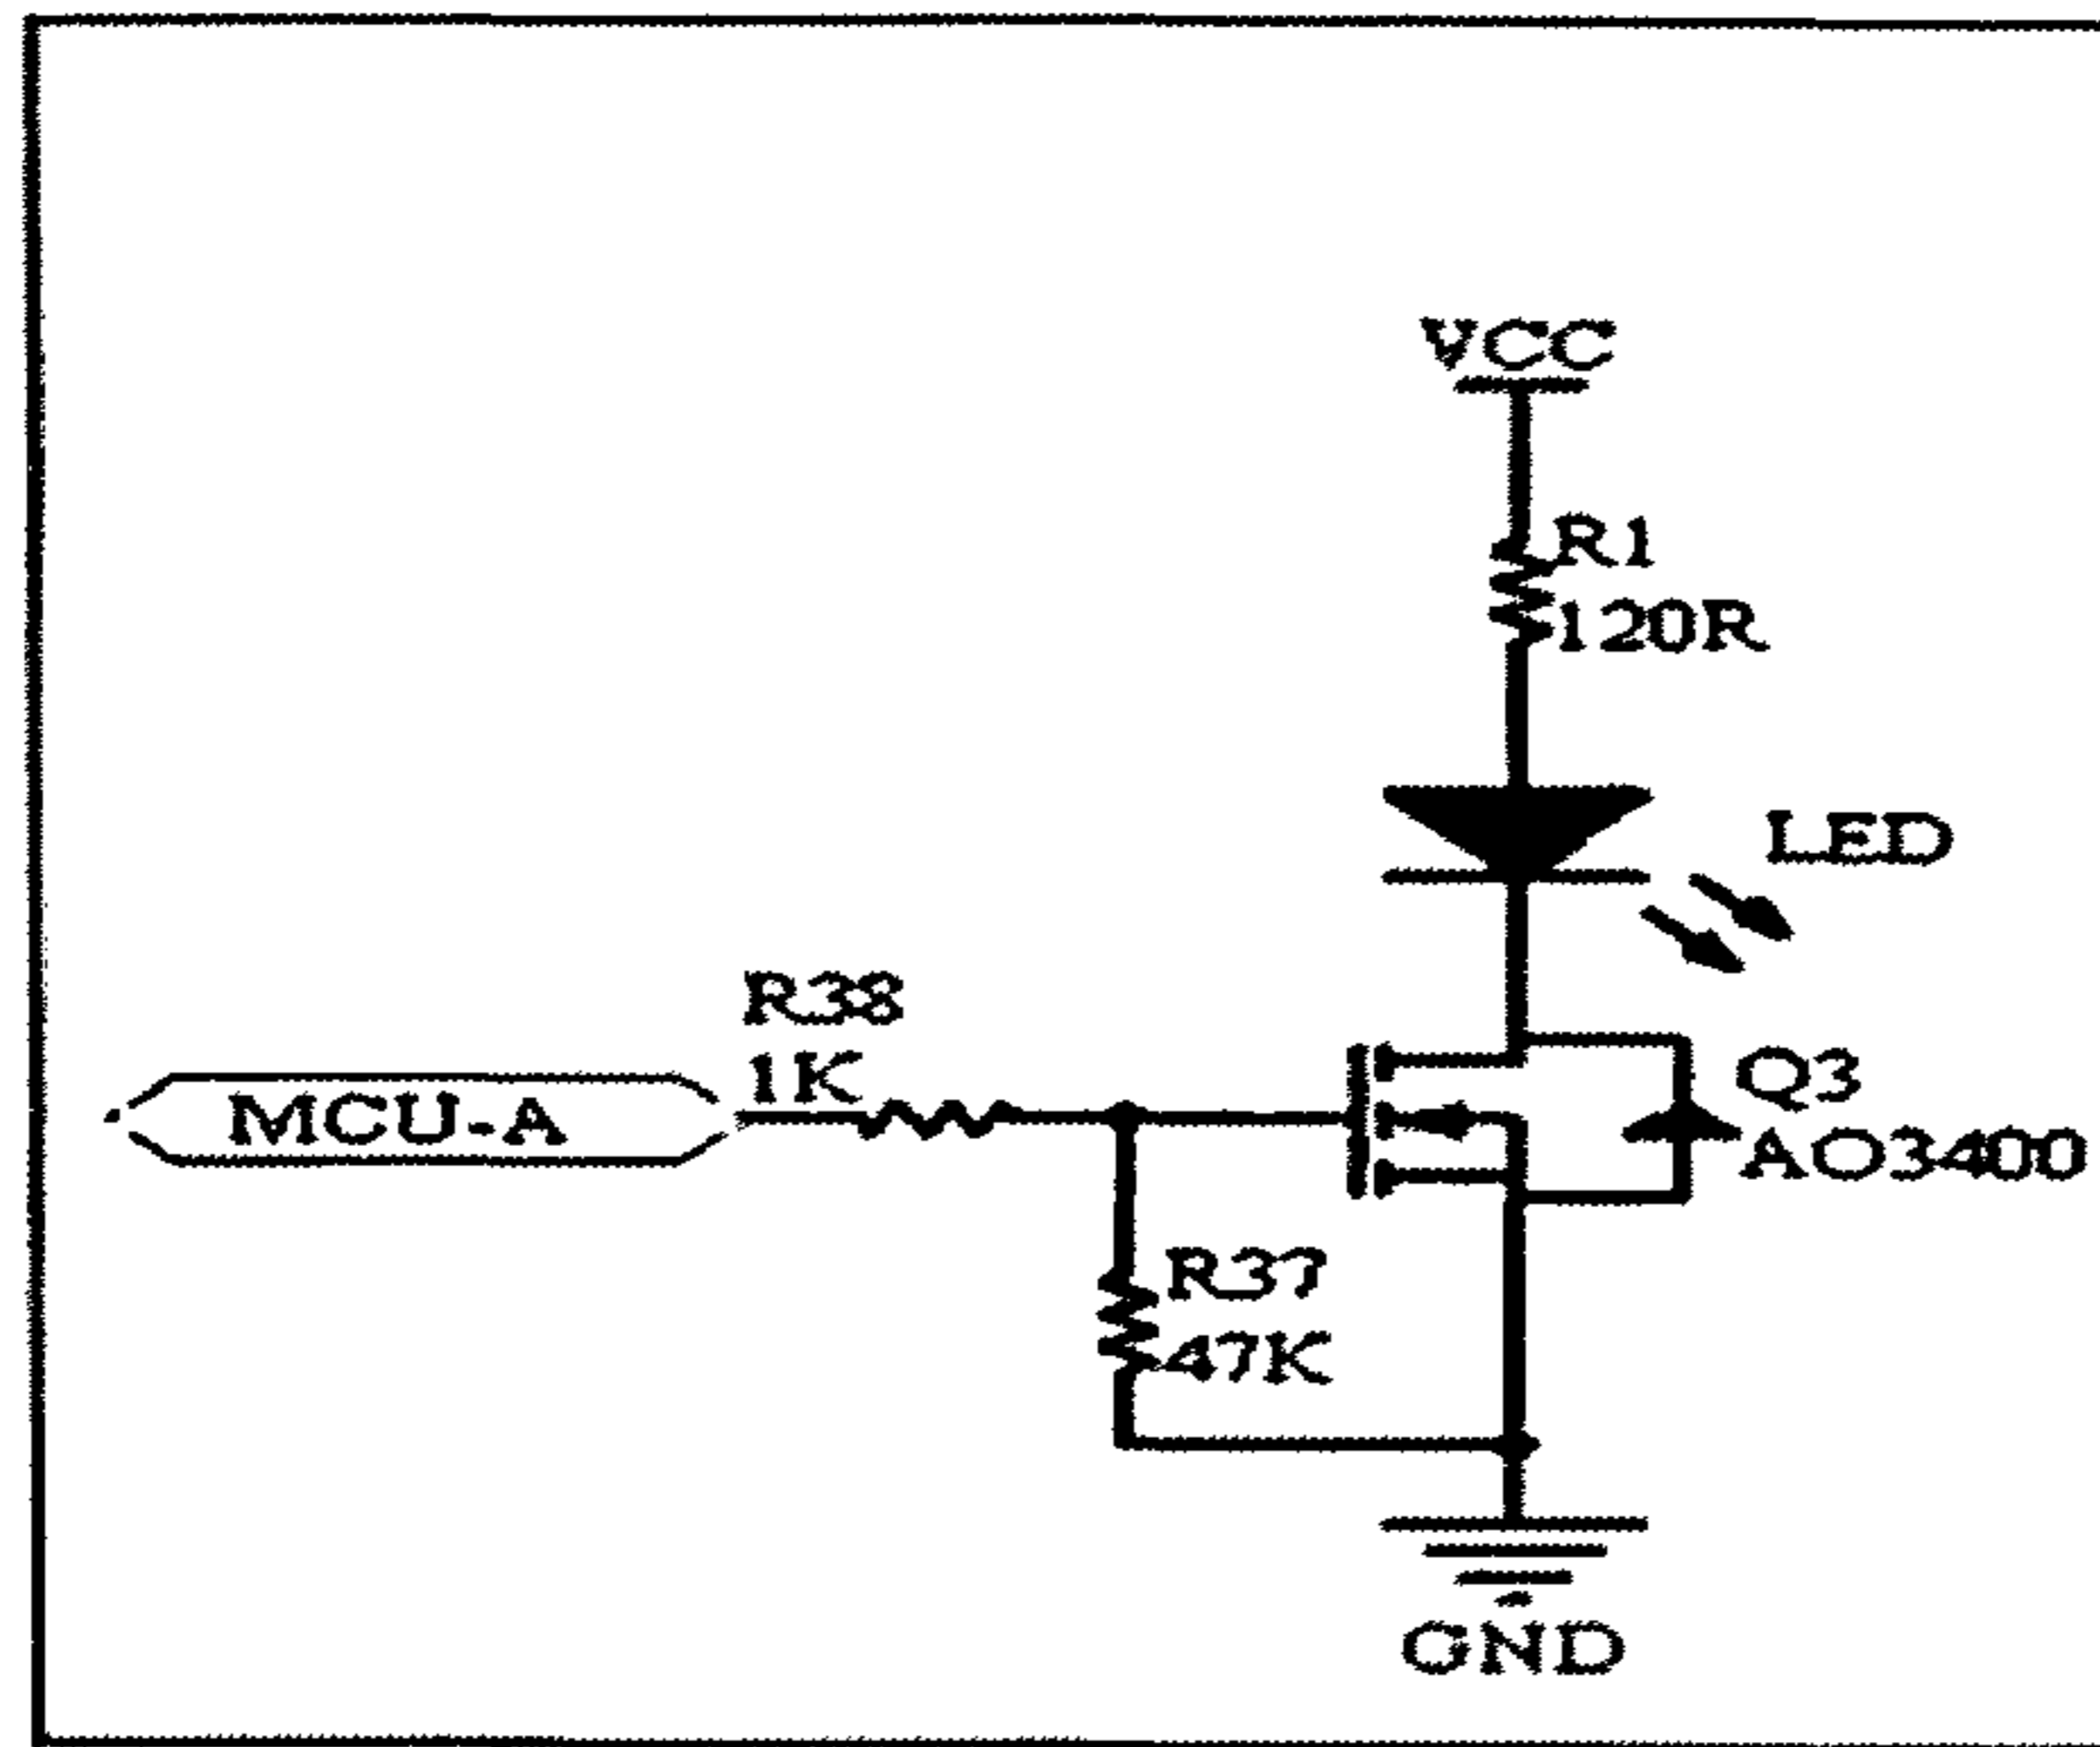 VCC
R1
120R
LED
R38
1K
MCU-A
Q3
AO3400
R37
47K
GND